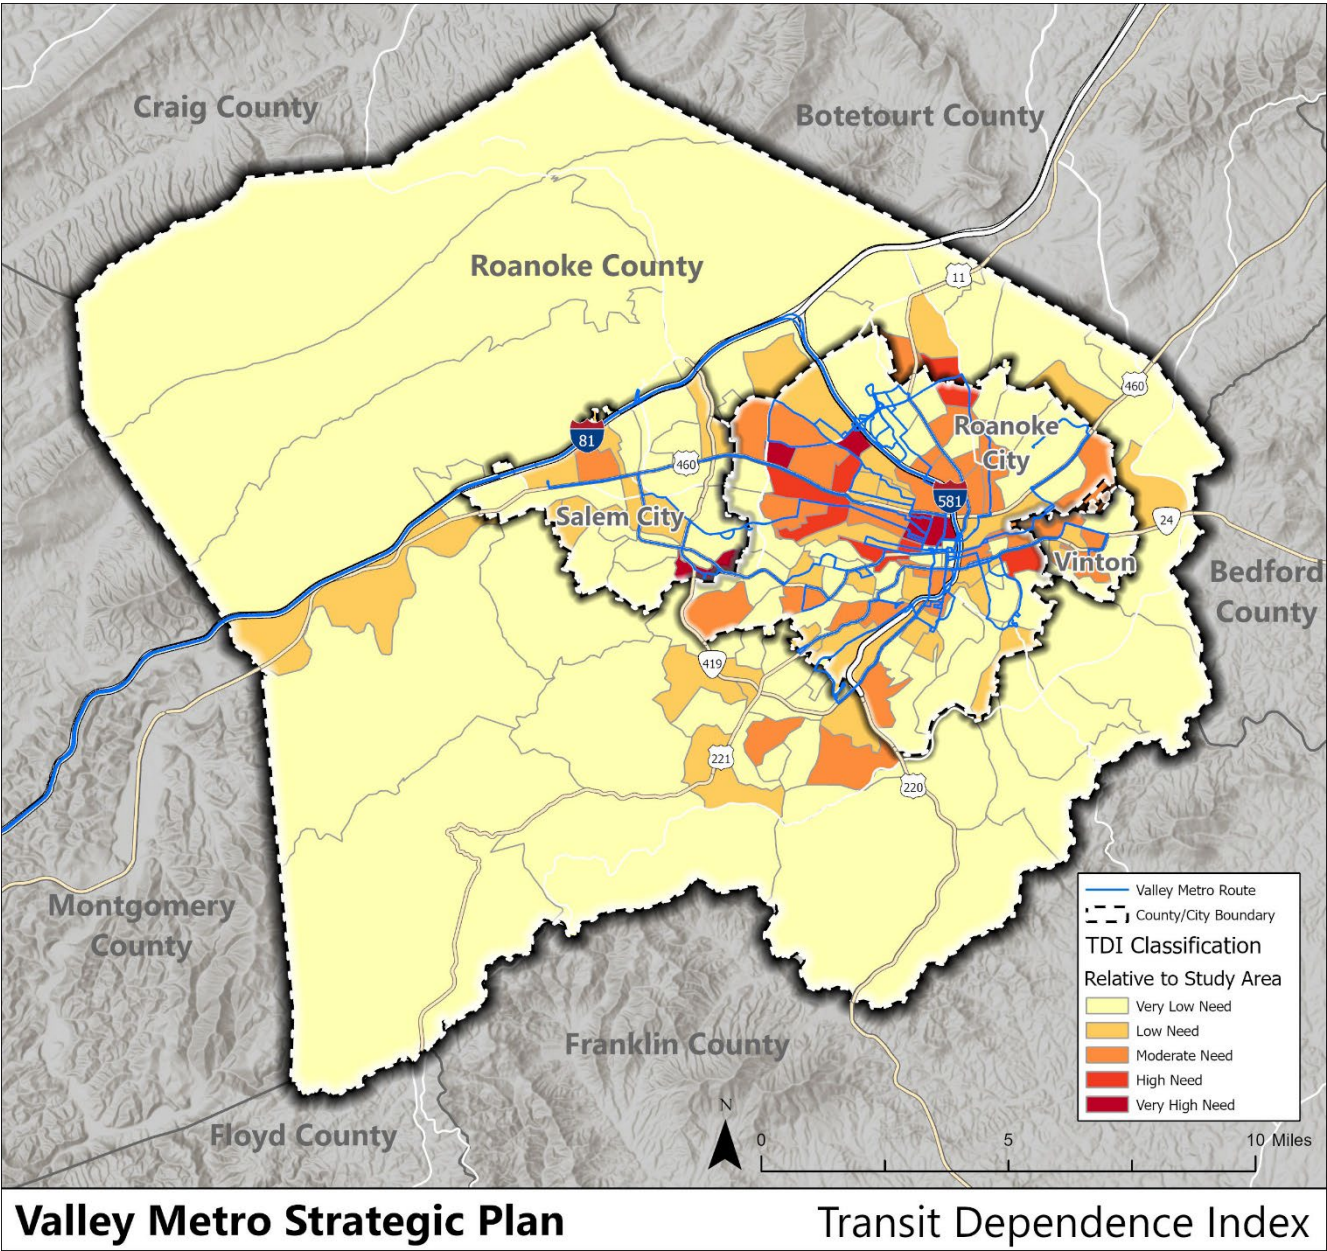 Craig County
Botetourt County
Roanoke County
11
460
Roanoke
City
81
460
581
Salem City
24
Vinton
Bedford
County
419
221
220
Montgomery
County
Franklin County
Floyd County
Valley Metro Route
County/City Boundary
TDI Classification
Relative to Study Area
Very Low Need
Low Need
Moderate Need
High Need
Very High Need
N
0 5 10 Miles
Valley Metro Strategic Plan
Transit Dependence Index